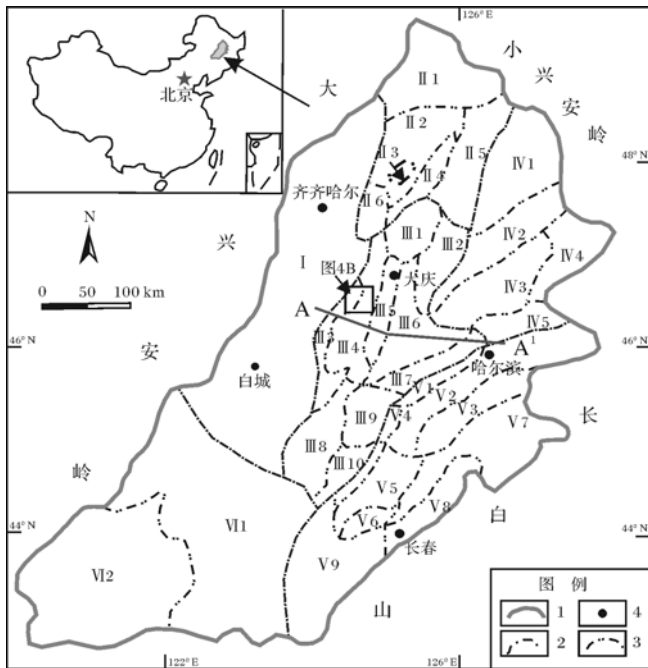 126° E
小
兴
安
岭
大
兴
安
岭
北京
Ⅱ1
Ⅱ2
Ⅱ3
Ⅱ4
Ⅱ5
Ⅱ6
Ⅳ1
48° N
齐齐哈尔
N
Ⅰ
Ⅲ1
Ⅲ2
Ⅳ2
Ⅳ4
图4B
大庆
0 50 100 km
Ⅳ3
A
Ⅲ5
Ⅲ6
Ⅳ5
A¹
46° N
46° N
Ⅲ3
Ⅲ4
哈尔滨
白城
Ⅲ7
Ⅴ1
Ⅴ2
Ⅴ3
Ⅴ4
Ⅴ7
长
白
山
Ⅲ8
Ⅲ9
Ⅲ10
Ⅴ5
Ⅴ6
Ⅴ8
44° N
44° N
长春
Ⅵ1
Ⅵ2
Ⅴ9
图 例
1 4
2 3
122° E
126° E